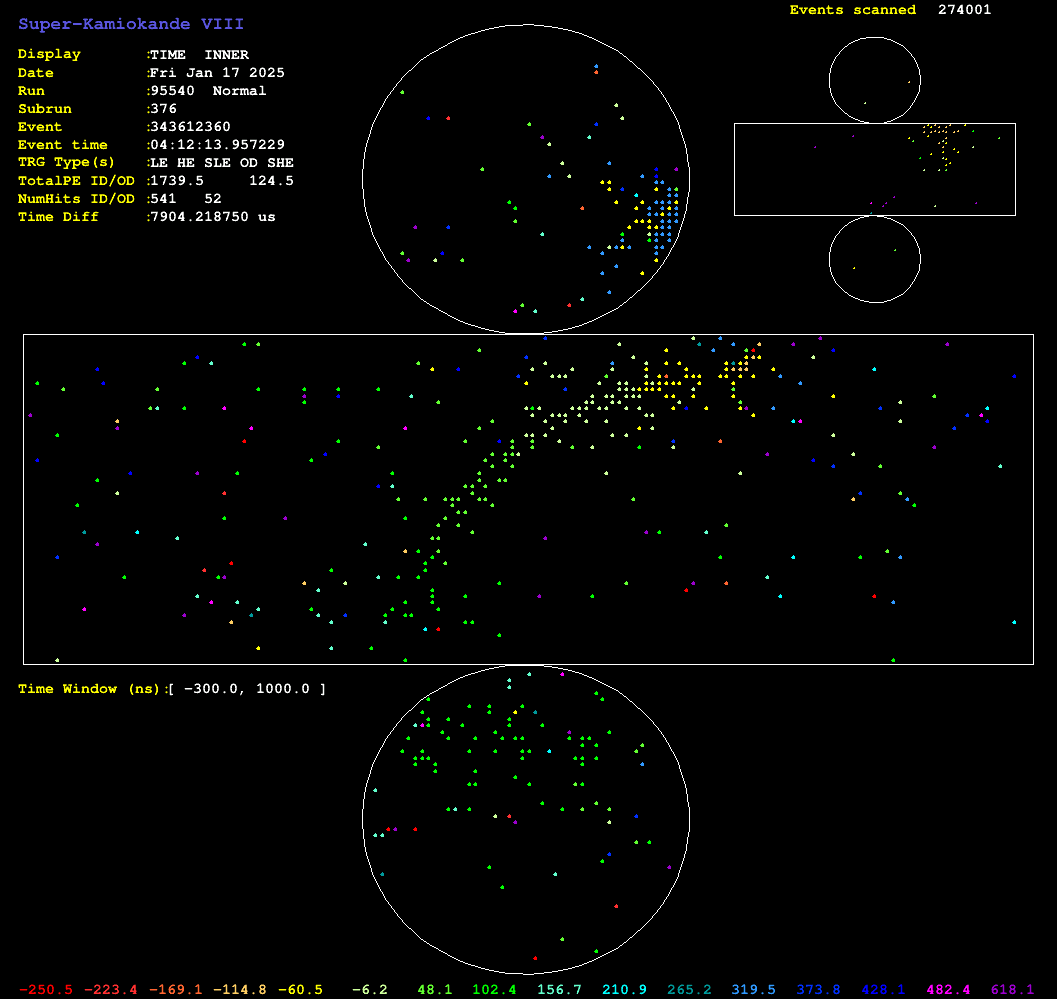 Super-Kamiokande VIII
Events scanned 274001
Display :TIME INNER
Date :Fri Jan 17 2025
Run :95540 Normal
Subrun :376
Event :343612360
Event time :04:12:13.957229
TRG Type(s) :LE HE SLE OD SHE
TotalPE ID/OD :1739.5 124.5
NumHits ID/OD :541 52
Time Diff :7904.218750 us
Time Window (ns):[ -300.0, 1000.0 ]
-250.5 -223.4 -169.1 -114.8 -60.5 -6.2 48.1 102.4 156.7 210.9 265.2 319.5 373.8 428.1 482.4 618.1